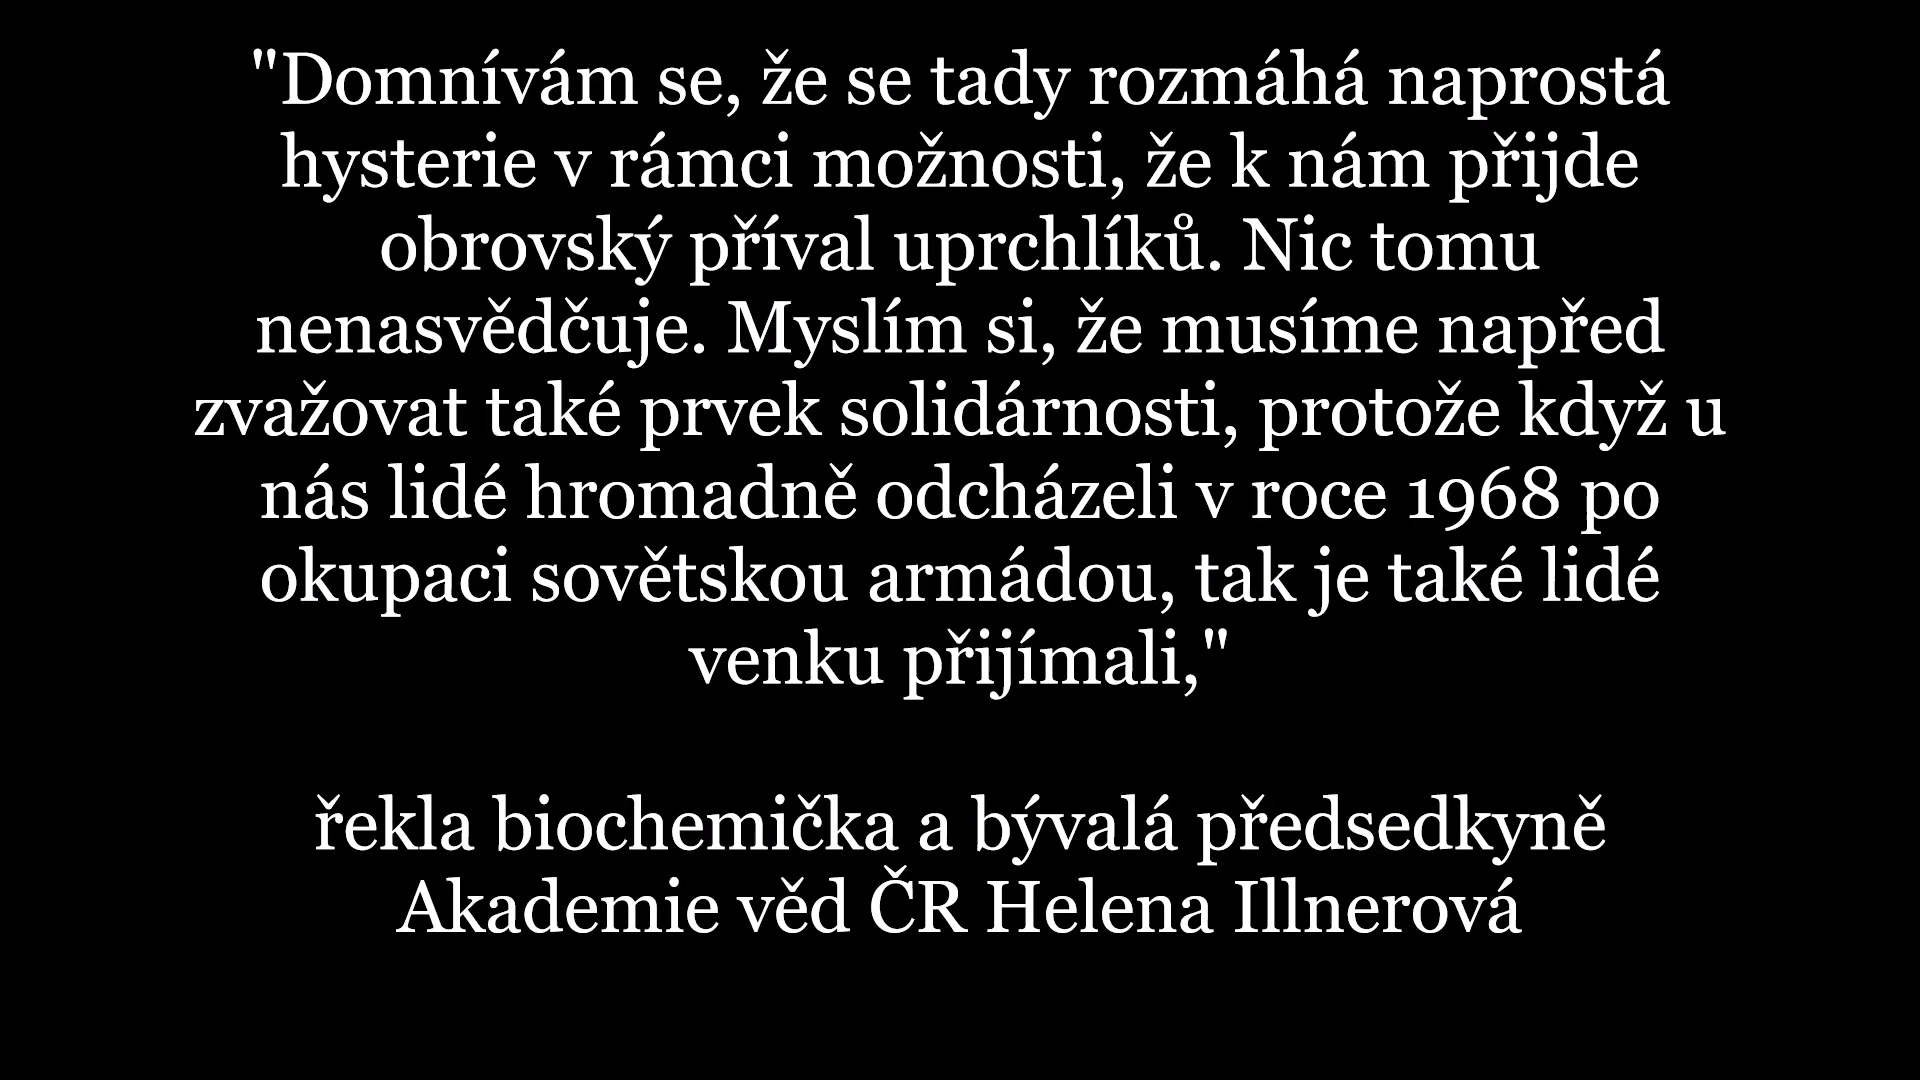 "Domnívám se, že se tady rozmáhá naprostá
hysterie v rámci možnosti, že k nám přijde
obrovský příval uprchlíků. Nic tomu
nenasvědčuje. Myslím si, že musíme napřed
zvažovat také prvek solidárnosti, protože když u
nás lidé hromadně odcházeli v roce 1968 po
okupaci sovětskou armádou, tak je také lidé
venku přijímali,"
řekla biochemička a bývalá předsedkyně
Akademie věd ČR Helena Illnerová